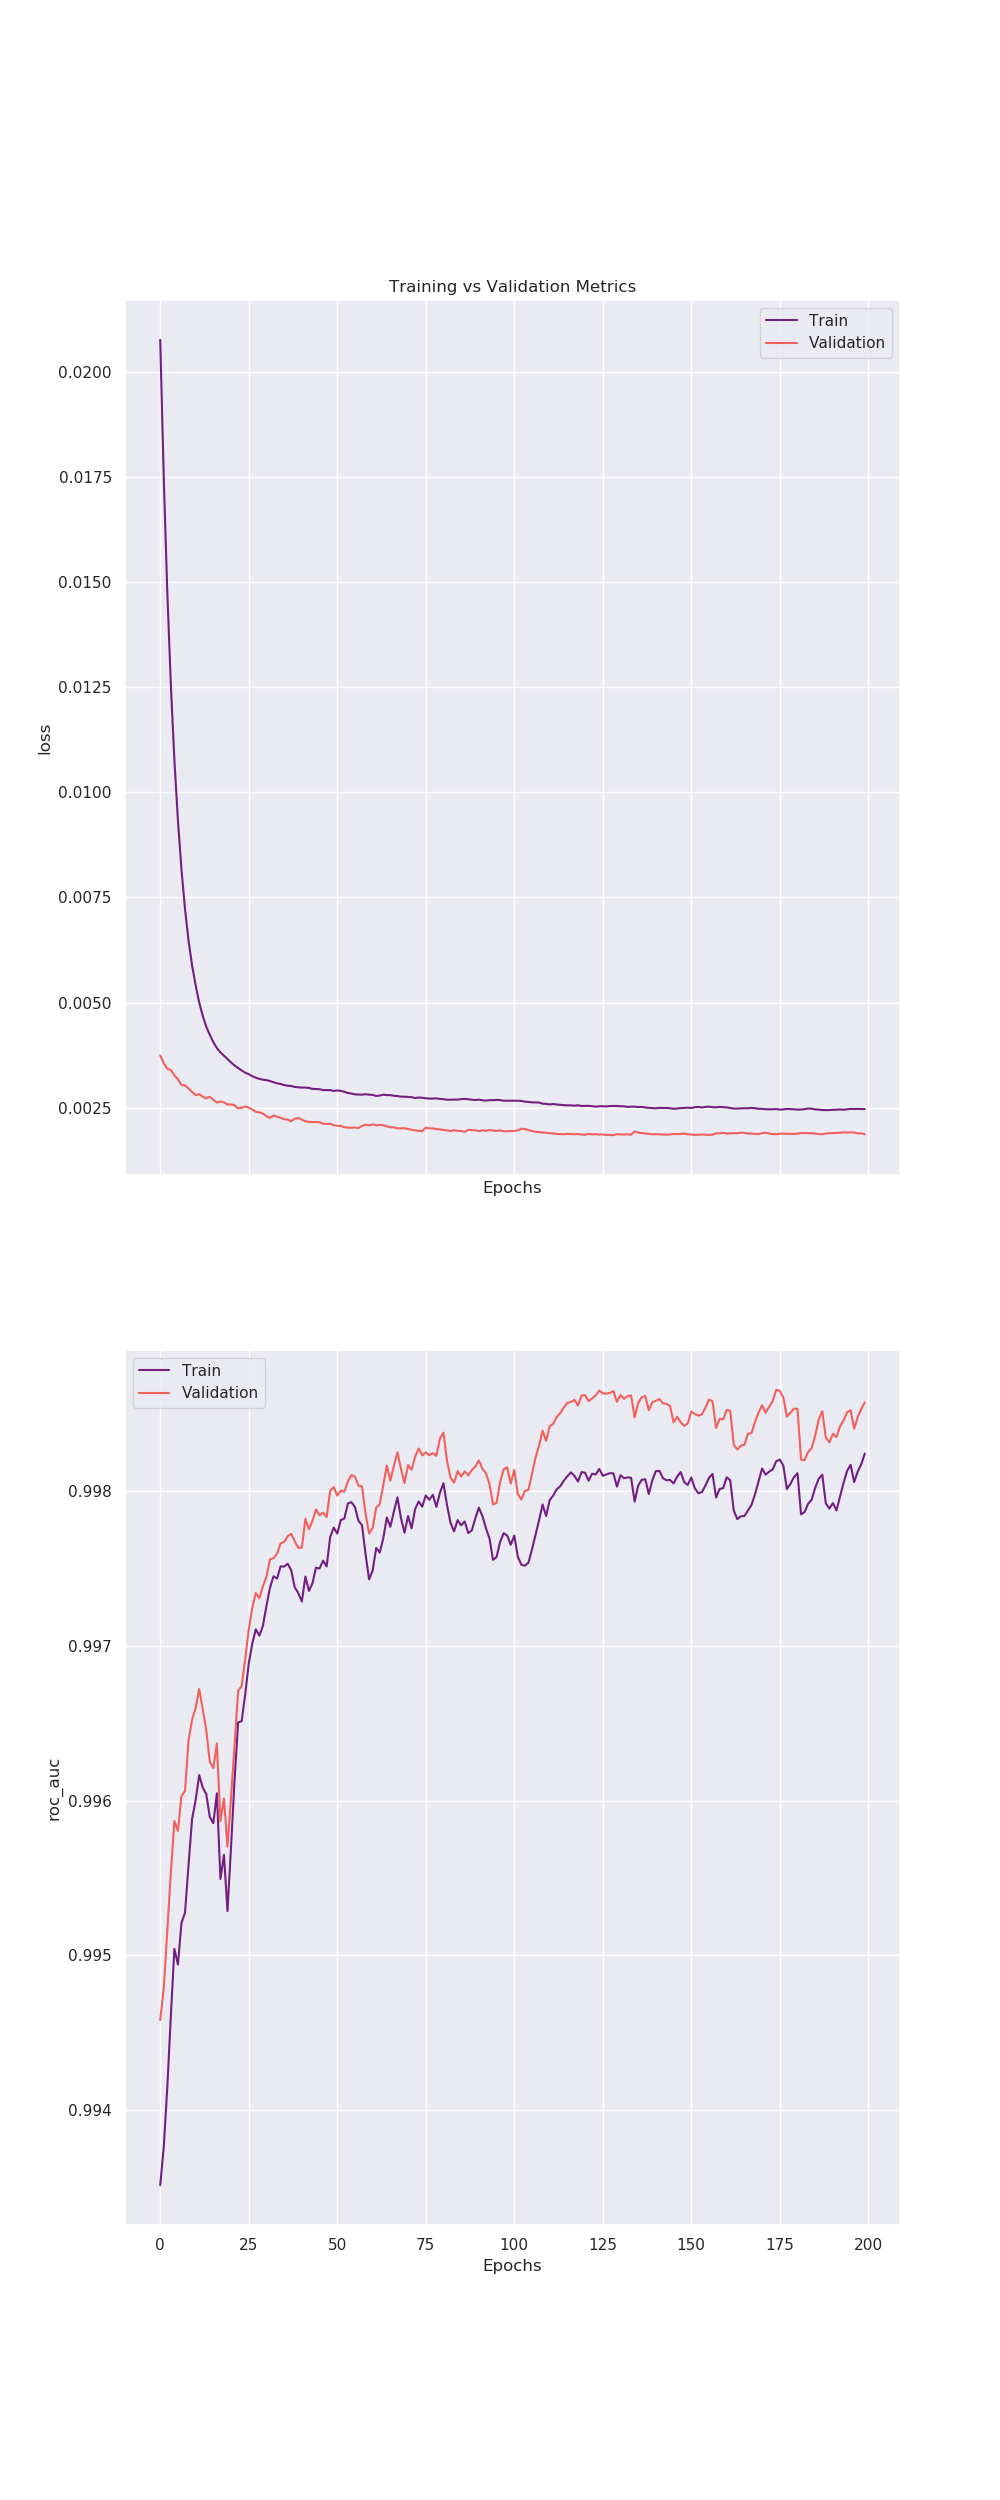 Training vs Validation Metrics
Train
Validation
0.0200
0.0175
0.0150
0.0125
0.0100
0.0075
0.0050
0.0025
loss
Epochs
Train
Validation
0.998
0.997
0.996
0.995
0.994
roc_auc
0 25 50 75 100 125 150 175 200
Epochs